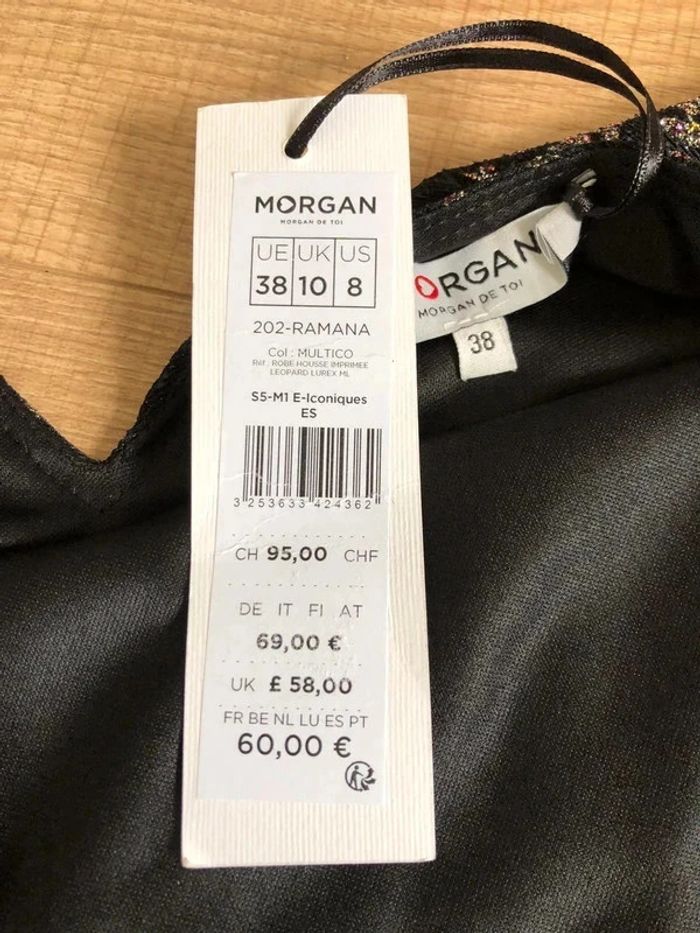 MORGAN
MORGAN DE TOI
UE UK US
38 10 8
202-RAMANA
Col : MULTICO
Réf : ROBE HOUSSE IMPRIMEE
LEOPARD LUREX ML
S5-M1 E-Iconiques
ES
3 253633 424362
CH 95,00 CHF
DE IT FI AT
69,00 €
UK £ 58,00
FR BE NL LU ES PT
60,00 €
MORGAN
MORGAN DE TOI
38